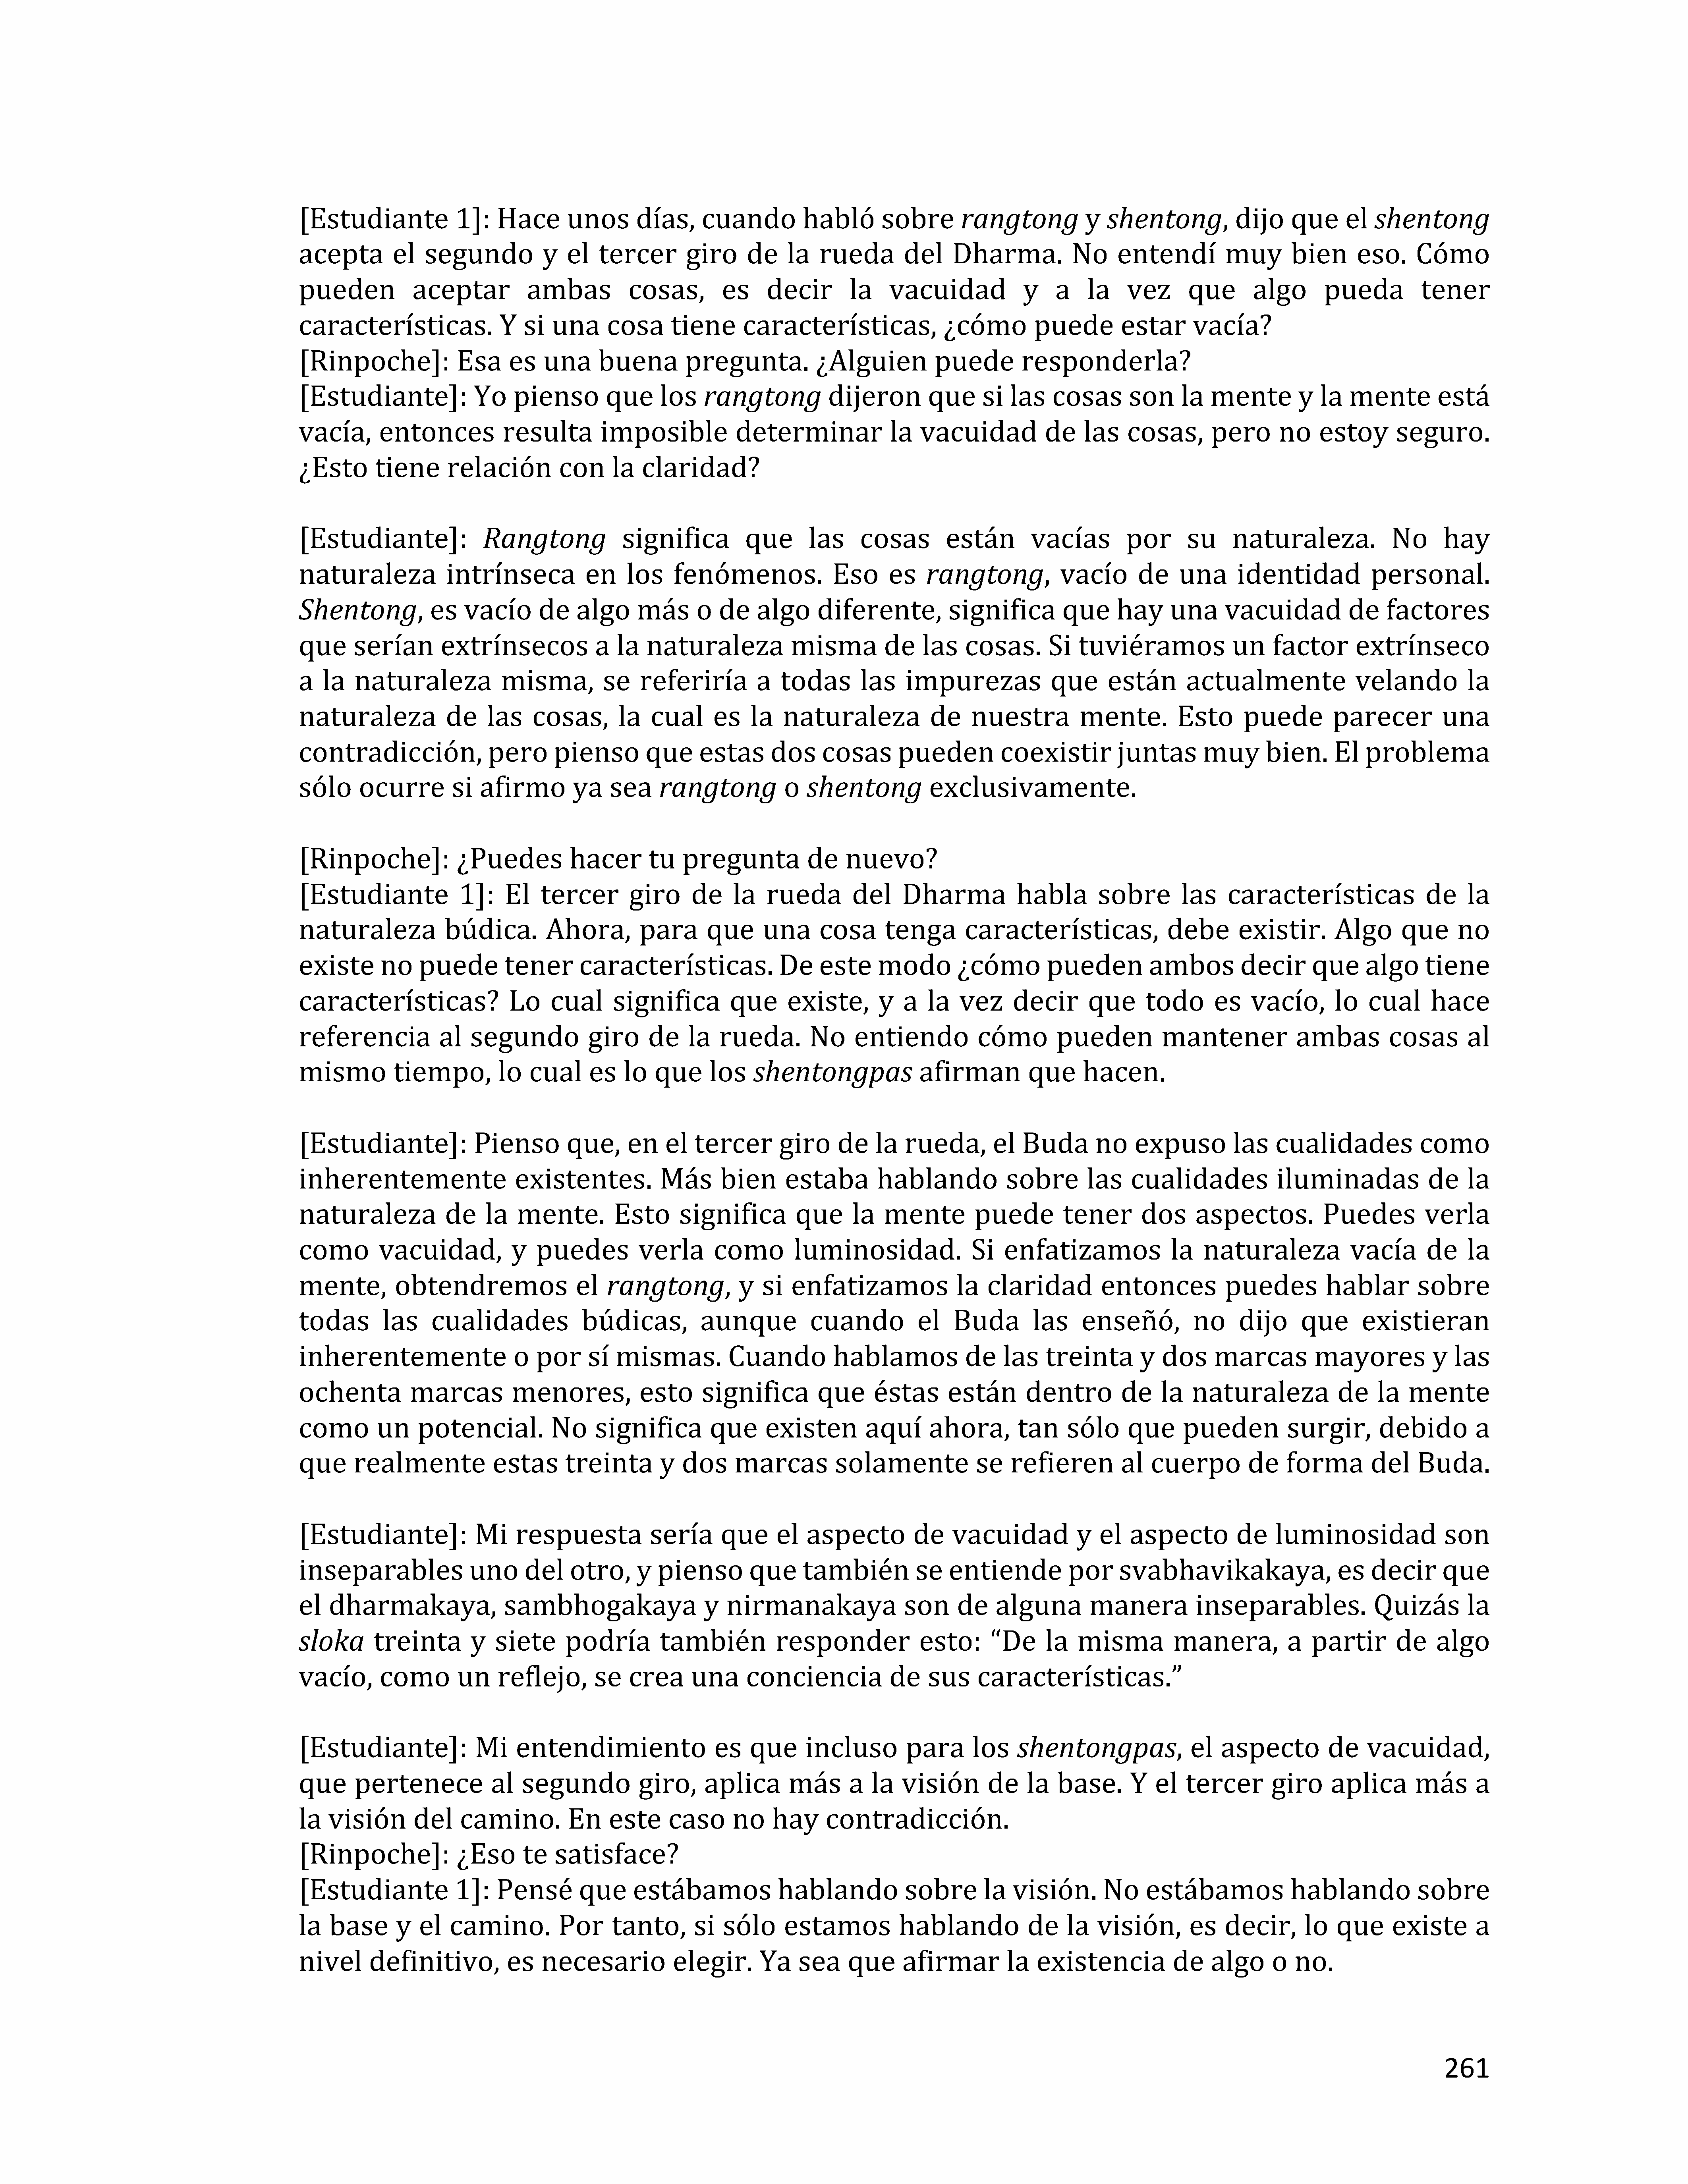 [Estudiante 1]: Hace unos días, cuando habló sobre rangtong y shentong, dijo que el shentong
acepta el segundo y el tercer giro de la rueda del Dharma. No entendí muy bien eso. Cómo
pueden aceptar ambas cosas, es decir la vacuidad y a la vez que algo pueda tener
características. Y si una cosa tiene características, ¿cómo puede estar vacía?
[Rinpoche]: Esa es una buena pregunta. ¿Alguien puede responderla?
[Estudiante]: Yo pienso que los rangtong dijeron que si las cosas son la mente y la mente está
vacía, entonces resulta imposible determinar la vacuidad de las cosas, pero no estoy seguro.
¿Esto tiene relación con la claridad?
[Estudiante]: Rangtong significa que las cosas están vacías por su naturaleza. No hay
naturaleza intrínseca en los fenómenos. Eso es rangtong, vacío de una identidad personal.
Shentong, es vacío de algo más o de algo diferente, significa que hay una vacuidad de factores
que serían extrínsecos a la naturaleza misma de las cosas. Si tuviéramos un factor extrínseco
a la naturaleza misma, se referiría a todas las impurezas que están actualmente velando la
naturaleza de las cosas, la cual es la naturaleza de nuestra mente. Esto puede parecer una
contradicción, pero pienso que estas dos cosas pueden coexistir juntas muy bien. El problema
sólo ocurre si afirmo ya sea rangtong o shentong exclusivamente.
[Rinpoche]: ¿Puedes hacer tu pregunta de nuevo?
[Estudiante 1]: El tercer giro de la rueda del Dharma habla sobre las características de la
naturaleza búdica. Ahora, para que una cosa tenga características, debe existir. Algo que no
existe no puede tener características. De este modo ¿cómo pueden ambos decir que algo tiene
características? Lo cual significa que existe, y a la vez decir que todo es vacío, lo cual hace
referencia al segundo giro de la rueda. No entiendo cómo pueden mantener ambas cosas al
mismo tiempo, lo cual es lo que los shentongpas afirman que hacen.
[Estudiante]: Pienso que, en el tercer giro de la rueda, el Buda no expuso las cualidades como
inherentemente existentes. Más bien estaba hablando sobre las cualidades iluminadas de la
naturaleza de la mente. Esto significa que la mente puede tener dos aspectos. Puedes verla
como vacuidad, y puedes verla como luminosidad. Si enfatizamos la naturaleza vacía de la
mente, obtendremos el rangtong, y si enfatizamos la claridad entonces puedes hablar sobre
todas las cualidades búdicas, aunque cuando el Buda las enseñó, no dijo que existieran
inherentemente o por sí mismas. Cuando hablamos de las treinta y dos marcas mayores y las
ochenta marcas menores, esto significa que éstas están dentro de la naturaleza de la mente
como un potencial. No significa que existen aquí ahora, tan sólo que pueden surgir, debido a
que realmente estas treinta y dos marcas solamente se refieren al cuerpo de forma del Buda.
[Estudiante]: Mi respuesta sería que el aspecto de vacuidad y el aspecto de luminosidad son
inseparables uno del otro, y pienso que también se entiende por svabhavikakaya, es decir que
el dharmakaya, sambhogakaya y nirmanakaya son de alguna manera inseparables. Quizás la
sloka treinta y siete podría también responder esto: “De la misma manera, a partir de algo
vacío, como un reflejo, se crea una conciencia de sus características.”
[Estudiante]: Mi entendimiento es que incluso para los shentongpas, el aspecto de vacuidad,
que pertenece al segundo giro, aplica más a la visión de la base. Y el tercer giro aplica más a
la visión del camino. En este caso no hay contradicción.
[Rinpoche]: ¿Eso te satisface?
[Estudiante 1]: Pensé que estábamos hablando sobre la visión. No estábamos hablando sobre
la base y el camino. Por tanto, si sólo estamos hablando de la visión, es decir, lo que existe a
nivel definitivo, es necesario elegir. Ya sea que afirmar la existencia de algo o no.
261